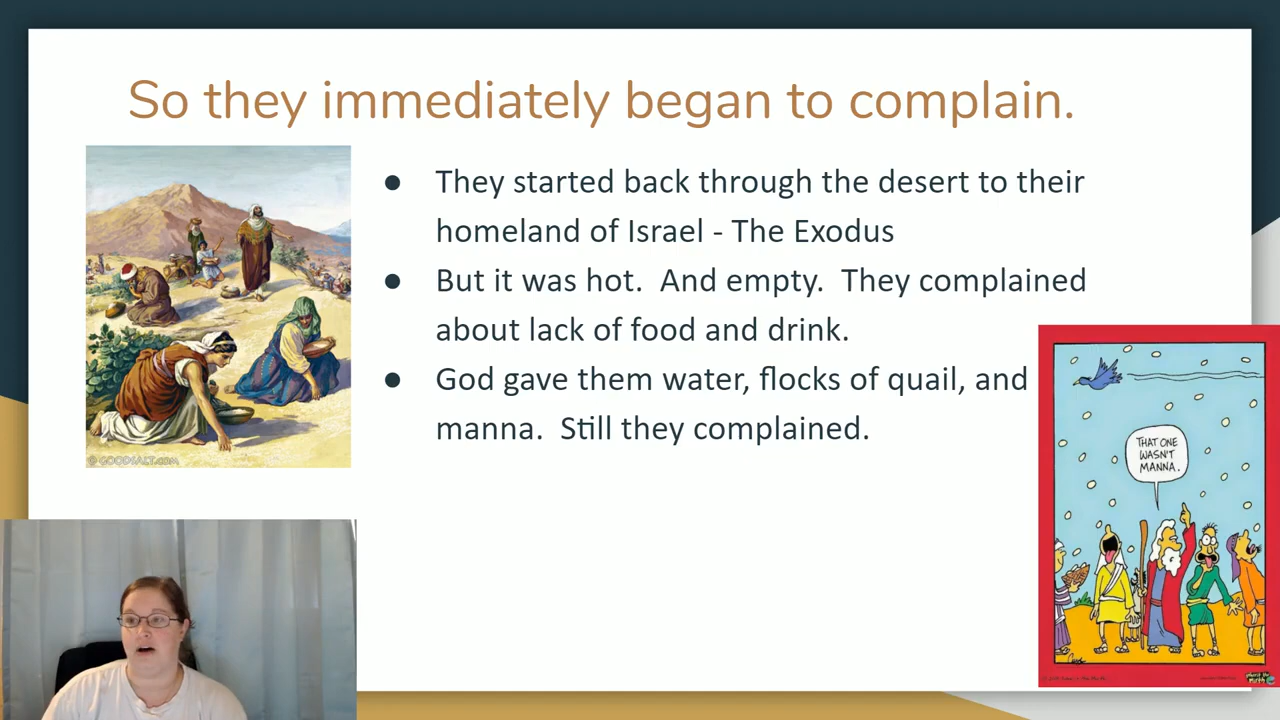 So they immediately began to complain.
● They started back through the desert to their
homeland of Israel - The Exodus
● But it was hot.  And empty.  They complained
about lack of food and drink.
● God gave them water, flocks of quail, and
manna.  Still they complained.
© GOODSALT.com
THAT ONE
WASN'T
MANNA.